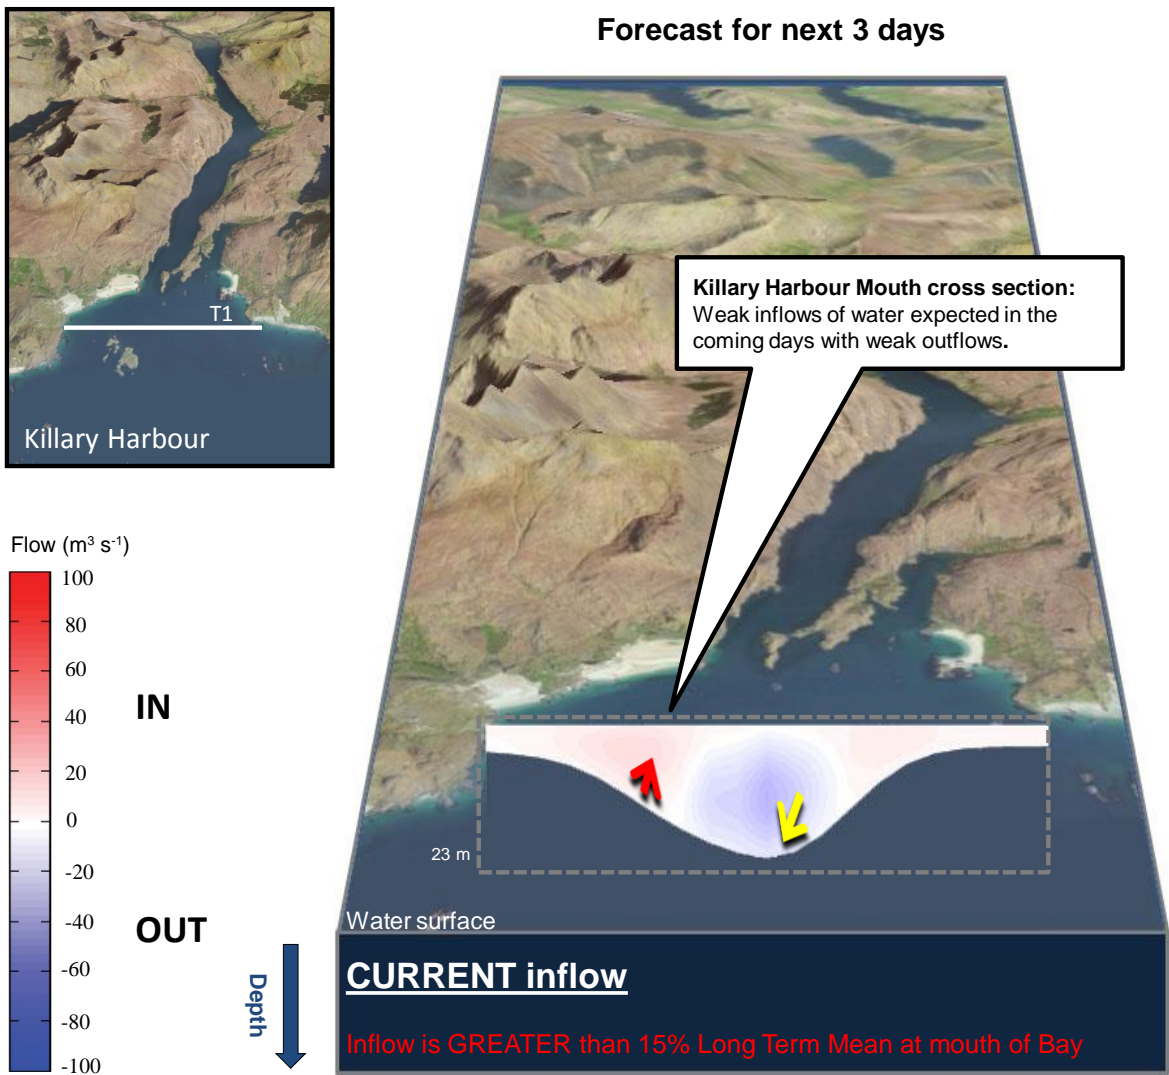 Forecast for next 3 days
T1
Killary Harbour
Killary Harbour Mouth cross section:
Weak inflows of water expected in the
coming days with weak outflows.
Flow (m³ s⁻¹)
100
80
60
40
20
0
-20
-40
-60
-80
-100
IN
OUT
Depth
23 m
Water surface
CURRENT inflow
Inflow is GREATER than 15% Long Term Mean at mouth of Bay